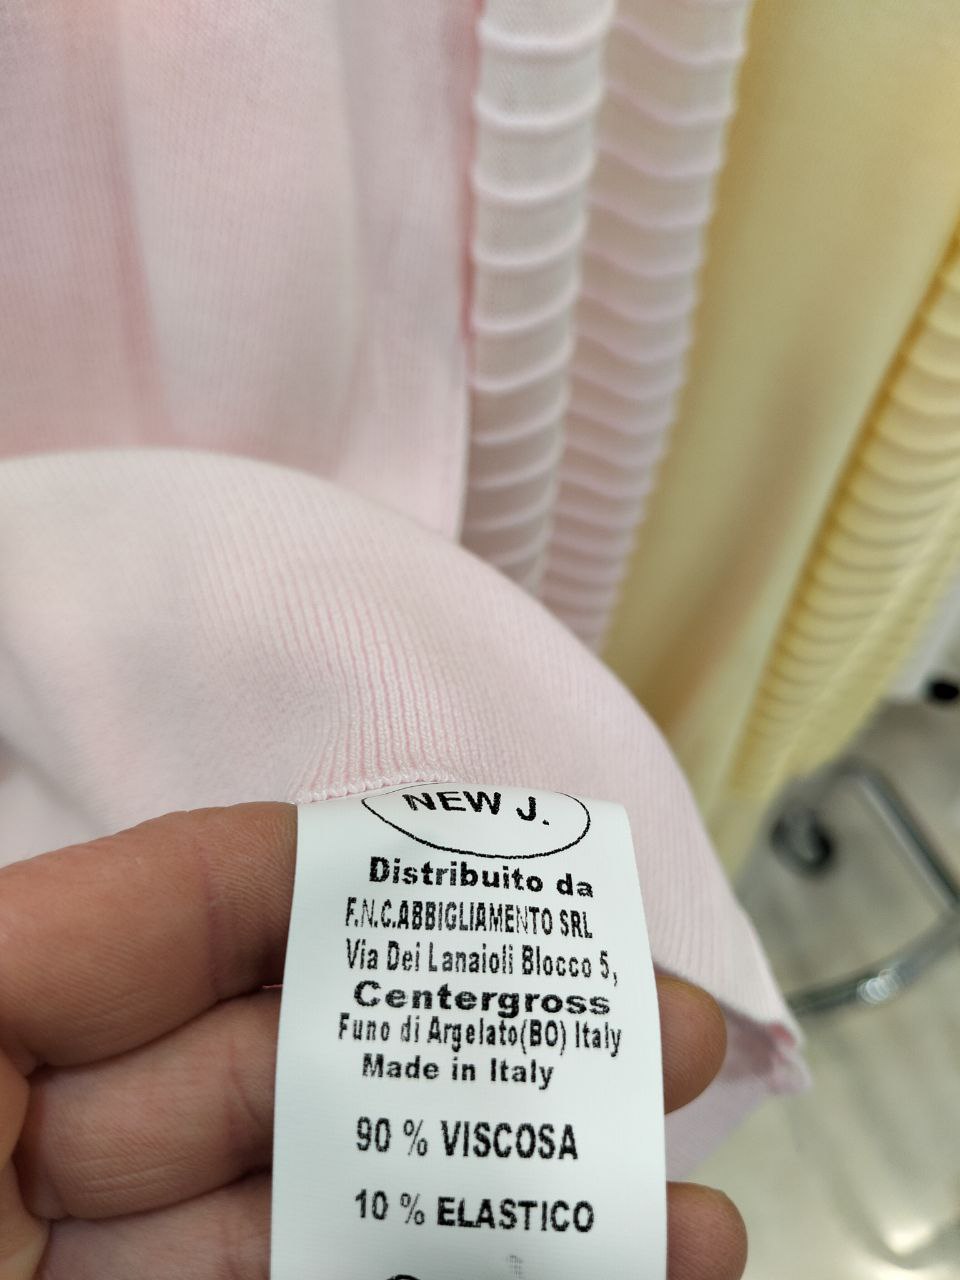 NEW J.
Distribuito da
F.N.C.ABBIGLIAMENTO SRL
Via Dei Lanaioli Blocco 5,
Centergross
Funo di Argelato(BO) Italy
Made in Italy
90 % VISCOSA
10 % ELASTICO